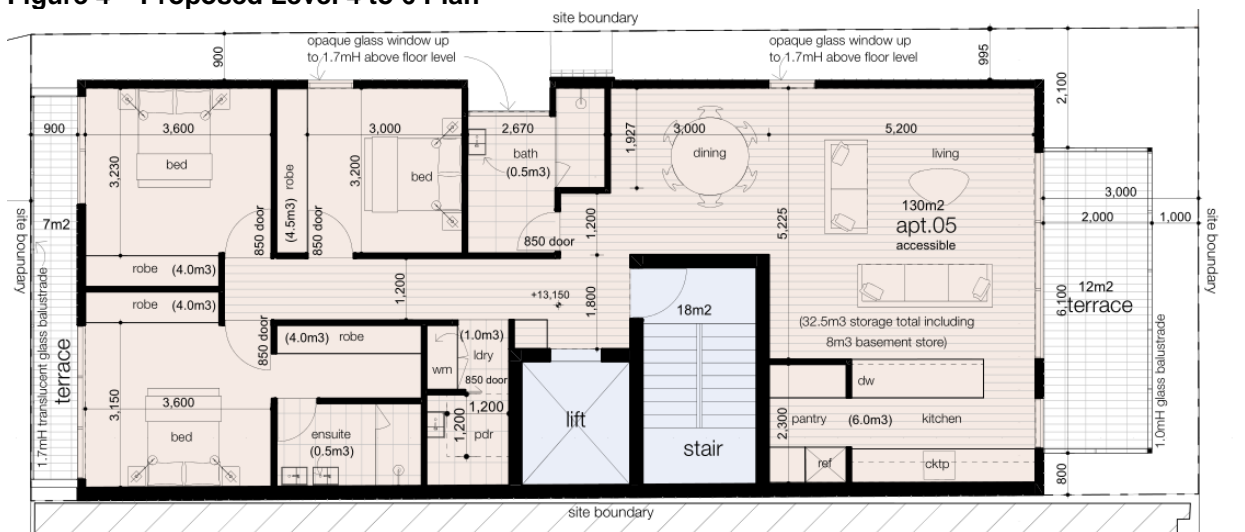 Figure 4 – Proposed Level 4 to 6 Plan
site boundary
opaque glass window up
to 1.7mH above floor level
opaque glass window up
to 1.7mH above floor level
900
995
2,100
900
3,600
bed
3,230
robe
(4.5m3)
3,000
3,200
bed
2,670
bath
(0.5m3)
1,927
3,000
dining
5,200
living
130m2
apt.05
accessible
3,000
2,000
1,000
site boundary
7m2
850 door
850 door
850 door
1,200
5,225
site boundary
robe (4.0m3)
robe (4.0m3)
1,200
+13,150
1,800
18m2
12m2
terrace
6,100
(32.5m3 storage total including
8m3 basement store)
1.7mH translucent glass balustrade
terrace
850 door
(4.0m3) robe
(1.0m3)
ldry
wm
850 door
dw
1.0mH glass balustrade
3,150
3,600
bed
ensuite
(0.5m3)
1,200
1,200
pdr
lift
stair
2,300
pantry
(6.0m3)
kitchen
ref
cktp
800
site boundary